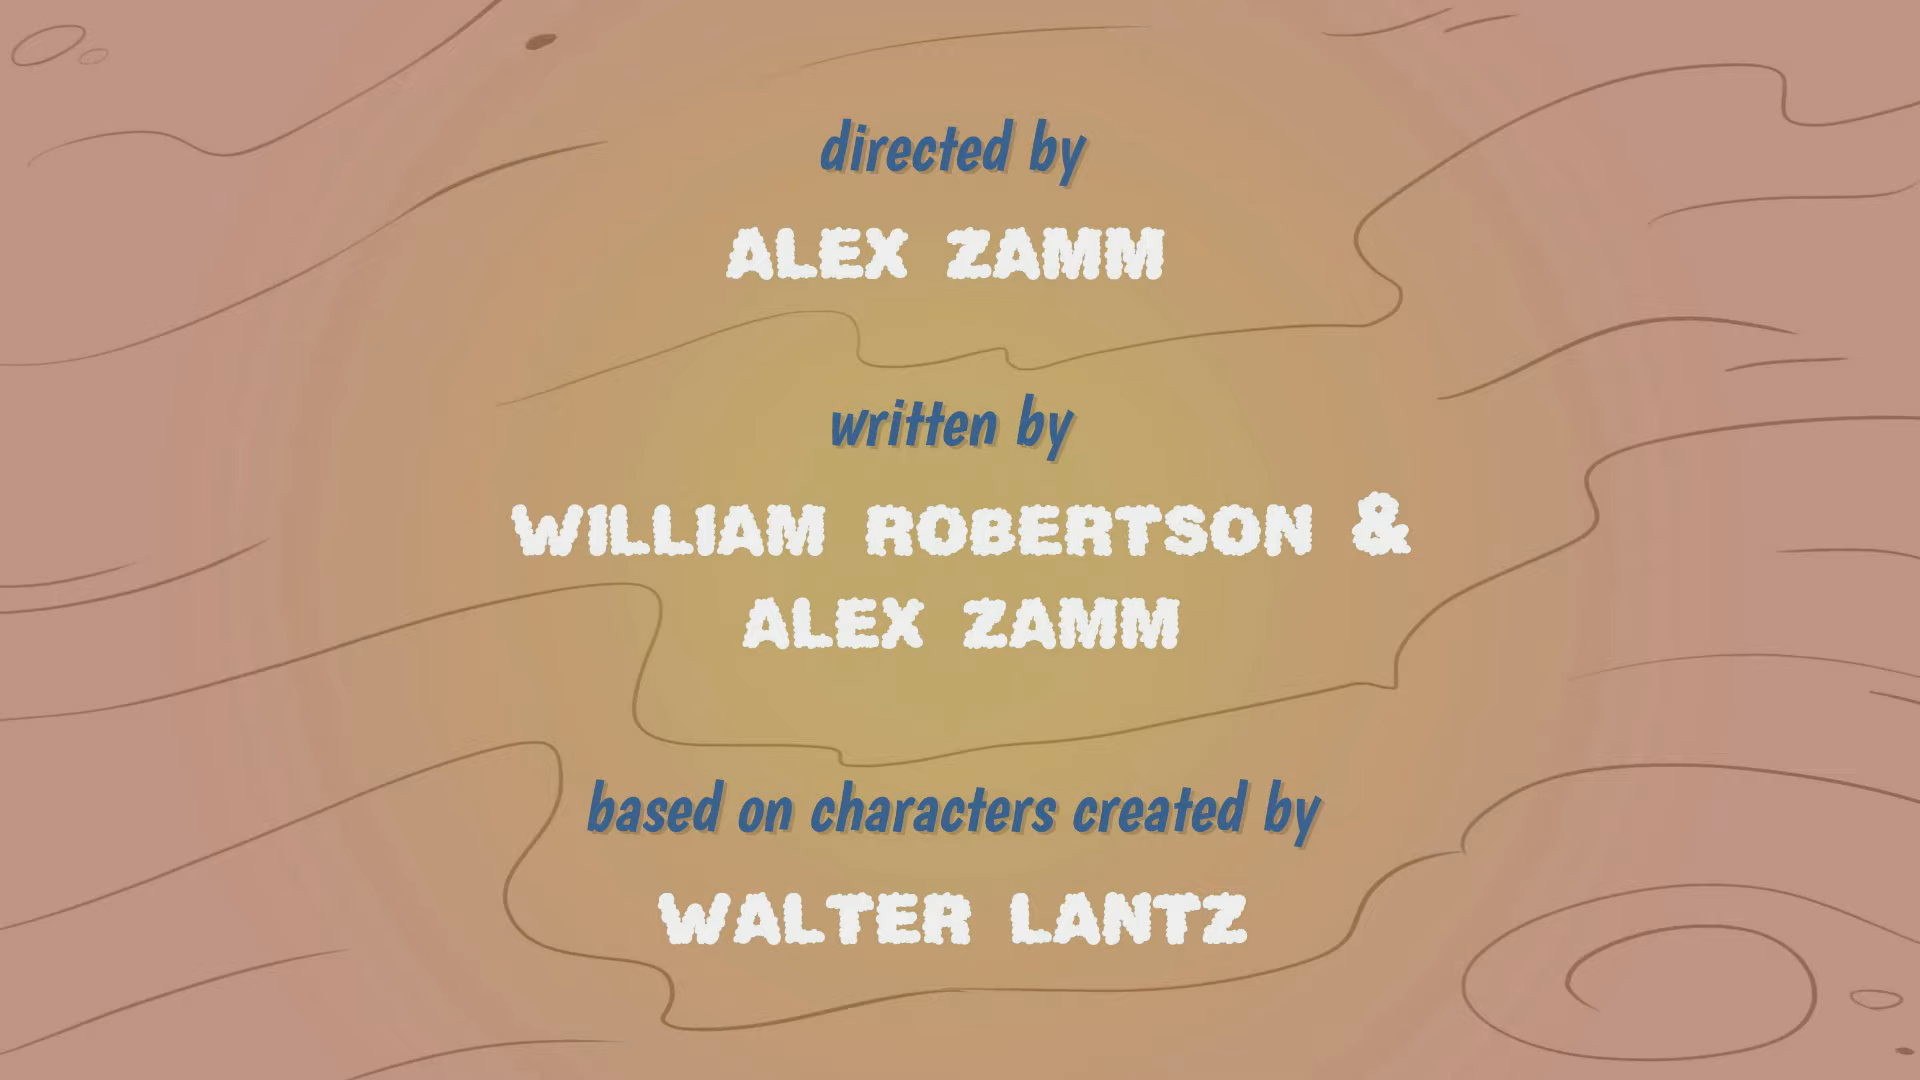 directed by
ALEX ZAMM
written by
WILLIAM ROBERTSON &
ALEX ZAMM
based on characters created by
WALTER LANTZ